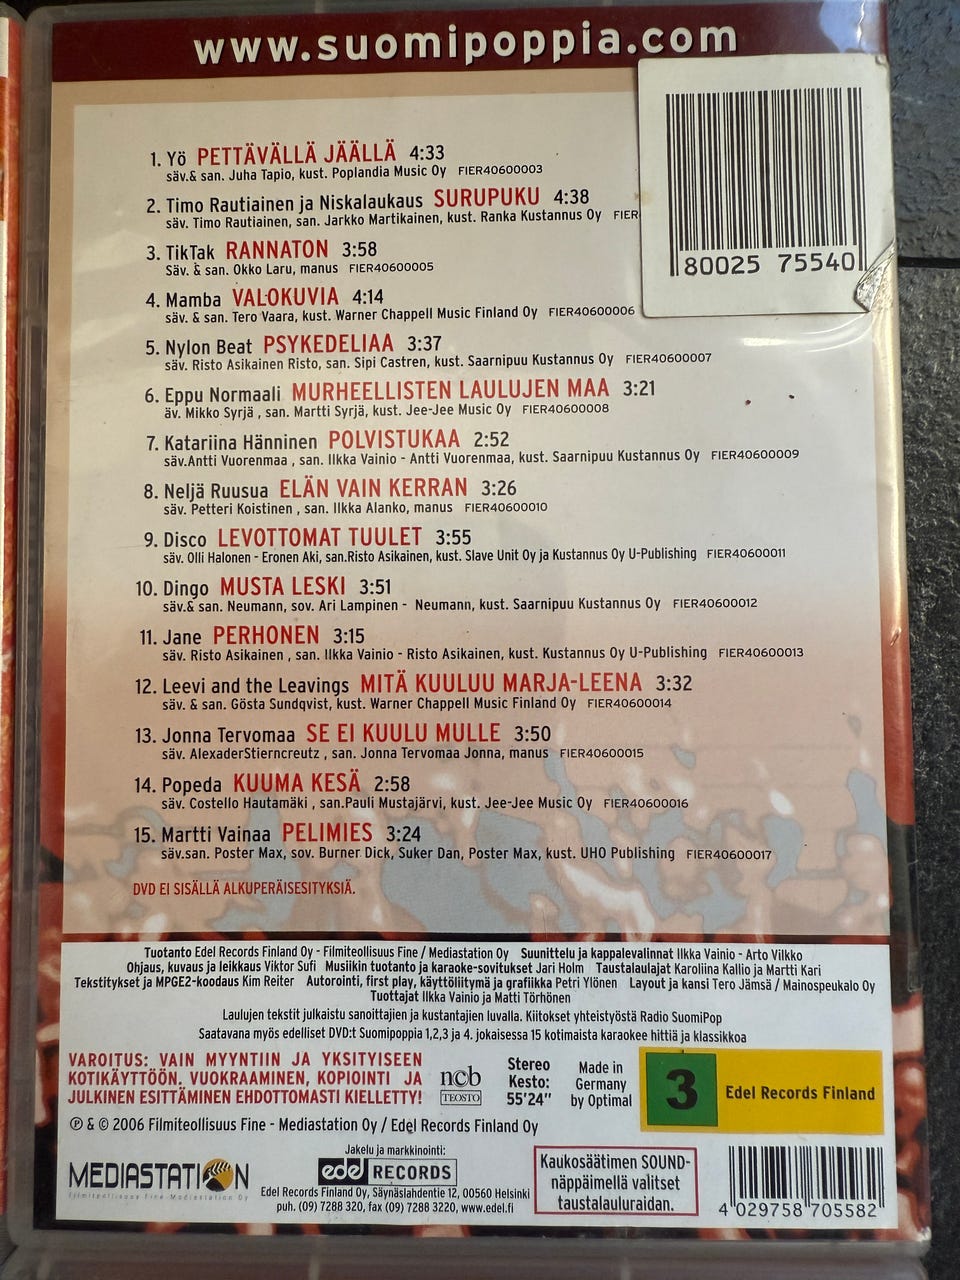 www.suomipoppia.com
80025 75540
1. Yö PETTÄVÄLLÄ JÄÄLLÄ 4:33
säv.& san. Juha Tapio, kust. Poplandia Music Oy FIER40600003
2. Timo Rautiainen ja Niskalaukaus SURUPUKU 4:38
säv. Timo Rautiainen, san. Jarkko Martikainen, kust. Ranka Kustannus Oy FIER
3. TikTak RANNATON 3:58
Säv. & san. Okko Laru, manus FIER40600005
4. Mamba VALOKUVIA 4:14
säv. & san. Tero Vaara, kust. Warner Chappell Music Finland Oy FIER40600006
5. Nylon Beat PSYKEDELIAA 3:37
säv. Risto Asikainen Risto, san. Sipi Castren, kust. Saarnipuu Kustannus Oy FIER40600007
6. Eppu Normaali MURHEELLISTEN LAULUJEN MAA 3:21
äv. Mikko Syrjä , san. Martti Syrjä, kust. Jee-Jee Music Oy FIER40600008
7. Katariina Hänninen POLVISTUKAA 2:52
säv.Antti Vuorenmaa , san. Ilkka Vainio - Antti Vuorenmaa, kust. Saarnipuu Kustannus Oy FIER40600009
8. Neljä Ruusua ELÄN VAIN KERRAN 3:26
säv. Petteri Koistinen , san. Ilkka Alanko, manus FIER40600010
9. Disco LEVOTTOMAT TUULET 3:55
säv. Olli Halonen - Eronen Aki, san.Risto Asikainen, kust. Slave Unit Oy ja Kustannus Oy U-Publishing FIER40600011
10. Dingo MUSTA LESKI 3:51
säv.& san. Neumann, sov. Ari Lampinen - Neumann, kust. Saarnipuu Kustannus Oy FIER40600012
11. Jane PERHONEN 3:15
säv. Risto Asikainen , san. Ilkka Vainio - Risto Asikainen, kust. Kustannus Oy U-Publishing FIER40600013
12. Leevi and the Leavings MITÄ KUULUU MARJA-LEENA 3:32
säv. & san. Gösta Sundqvist, kust. Warner Chappell Music Finland Oy FIER40600014
13. Jonna Tervomaa SE EI KUULU MULLE 3:50
säv. AlexaderStierncreutz , san. Jonna Tervomaa Jonna, manus FIER40600015
14. Popeda KUUMA KESÄ 2:58
säv. Costello Hautamäki , san.Pauli Mustajärvi, kust. Jee-Jee Music Oy FIER40600016
15. Martti Vainaa PELIMIES 3:24
säv.san. Poster Max, sov. Burner Dick, Suker Dan, Poster Max, kust. UHO Publishing FIER40600017
DVD EI SISÄLLÄ ALKUPERÄISESITYKSIÄ.
Tuotanto Edel Records Finland Oy - Filmiteollisuus Fine / Mediastation Oy Suunittelu ja kappalevalinnat Ilkka Vainio - Arto Vilkko
Ohjaus, kuvaus ja leikkaus Viktor Sufi Musiikin tuotanto ja karaoke-sovitukset Jari Holm Taustalaulajat Karoliina Kallio ja Martti Kari
Tekstitykset ja MPGE2-koodaus Kim Reiter Autorointi, first play, käyttöliitymä ja grafiikka Petri Ylönen Layout ja kansi Tero Jämsä / Mainospeukalo Oy
Tuottajat Ilkka Vainio ja Matti Törhönen
Laulujen tekstit julkaistu sanoittajien ja kustantajien luvalla. Kiitokset yhteistyöstä Radio SuomiPop
Saatavana myös edelliset DVD:t Suomipoppia 1,2,3 ja 4. jokaisessa 15 kotimaista karaokee hittiä ja klassikkoa
VAROITUS: VAIN MYYNTIIN JA YKSITYISEEN
KOTIKÄYTTÖÖN. VUOKRAAMINEN, KOPIOINTI JA
JULKINEN ESITTÄMINEN EHDOTTOMASTI KIELLETTY!
ncb
TEOSTO
Stereo
Kesto:
55'24"
Made in
Germany
by Optimal
3
Edel Records Finland
℗ & © 2006 Filmiteollisuus Fine - Mediastation Oy / Edel Records Finland Oy
MEDIASTATION
Filmiteollisuus Fine Mediastation Oy
Jakelu ja markkinointi:
edel RECORDS
Edel Records Finland Oy, Säynäslahdentie 12, 00560 Helsinki
puh. (09) 7288 320, fax (09) 7288 3220, www.edel.fi
Kaukosäätimen SOUND-
näppäimellä valitset
taustalauluraidan.
4 029758 705582